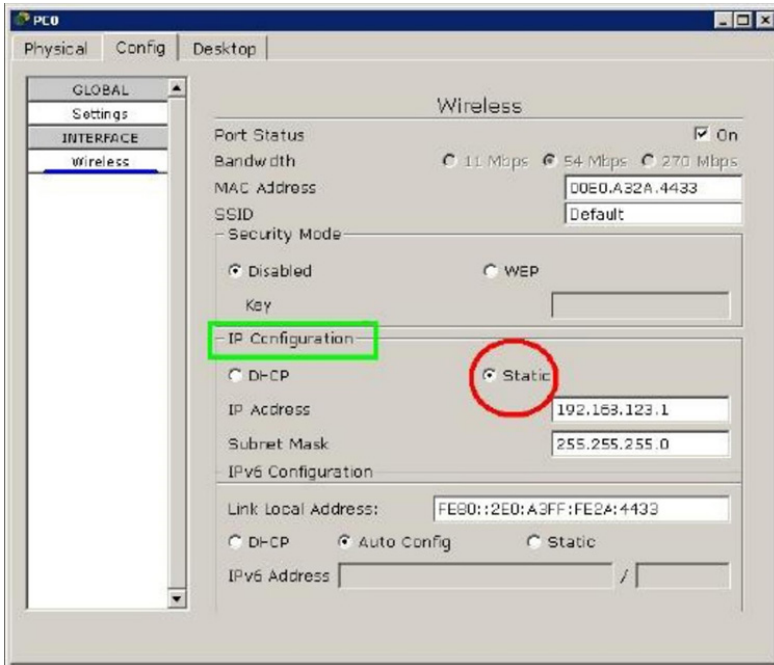 PC0
Physical Config Desktop
GLOBAL
Settings
INTERFACE
Wireless
Wireless
Port Status On
Bandwidth 11 Mbps 54 Mbps 270 Mbps
MAC Address 00E0.A32A.4433
SSID Default
Security Mode
Disabled WEP
Key
IP Configuration
DHCP Static
IP Address 192.168.123.1
Subnet Mask 255.255.255.0
IPv6 Configuration
Link Local Address: FE80::2E0:A3FF:FE2A:4433
DHCP Auto Config Static
IPv6 Address /